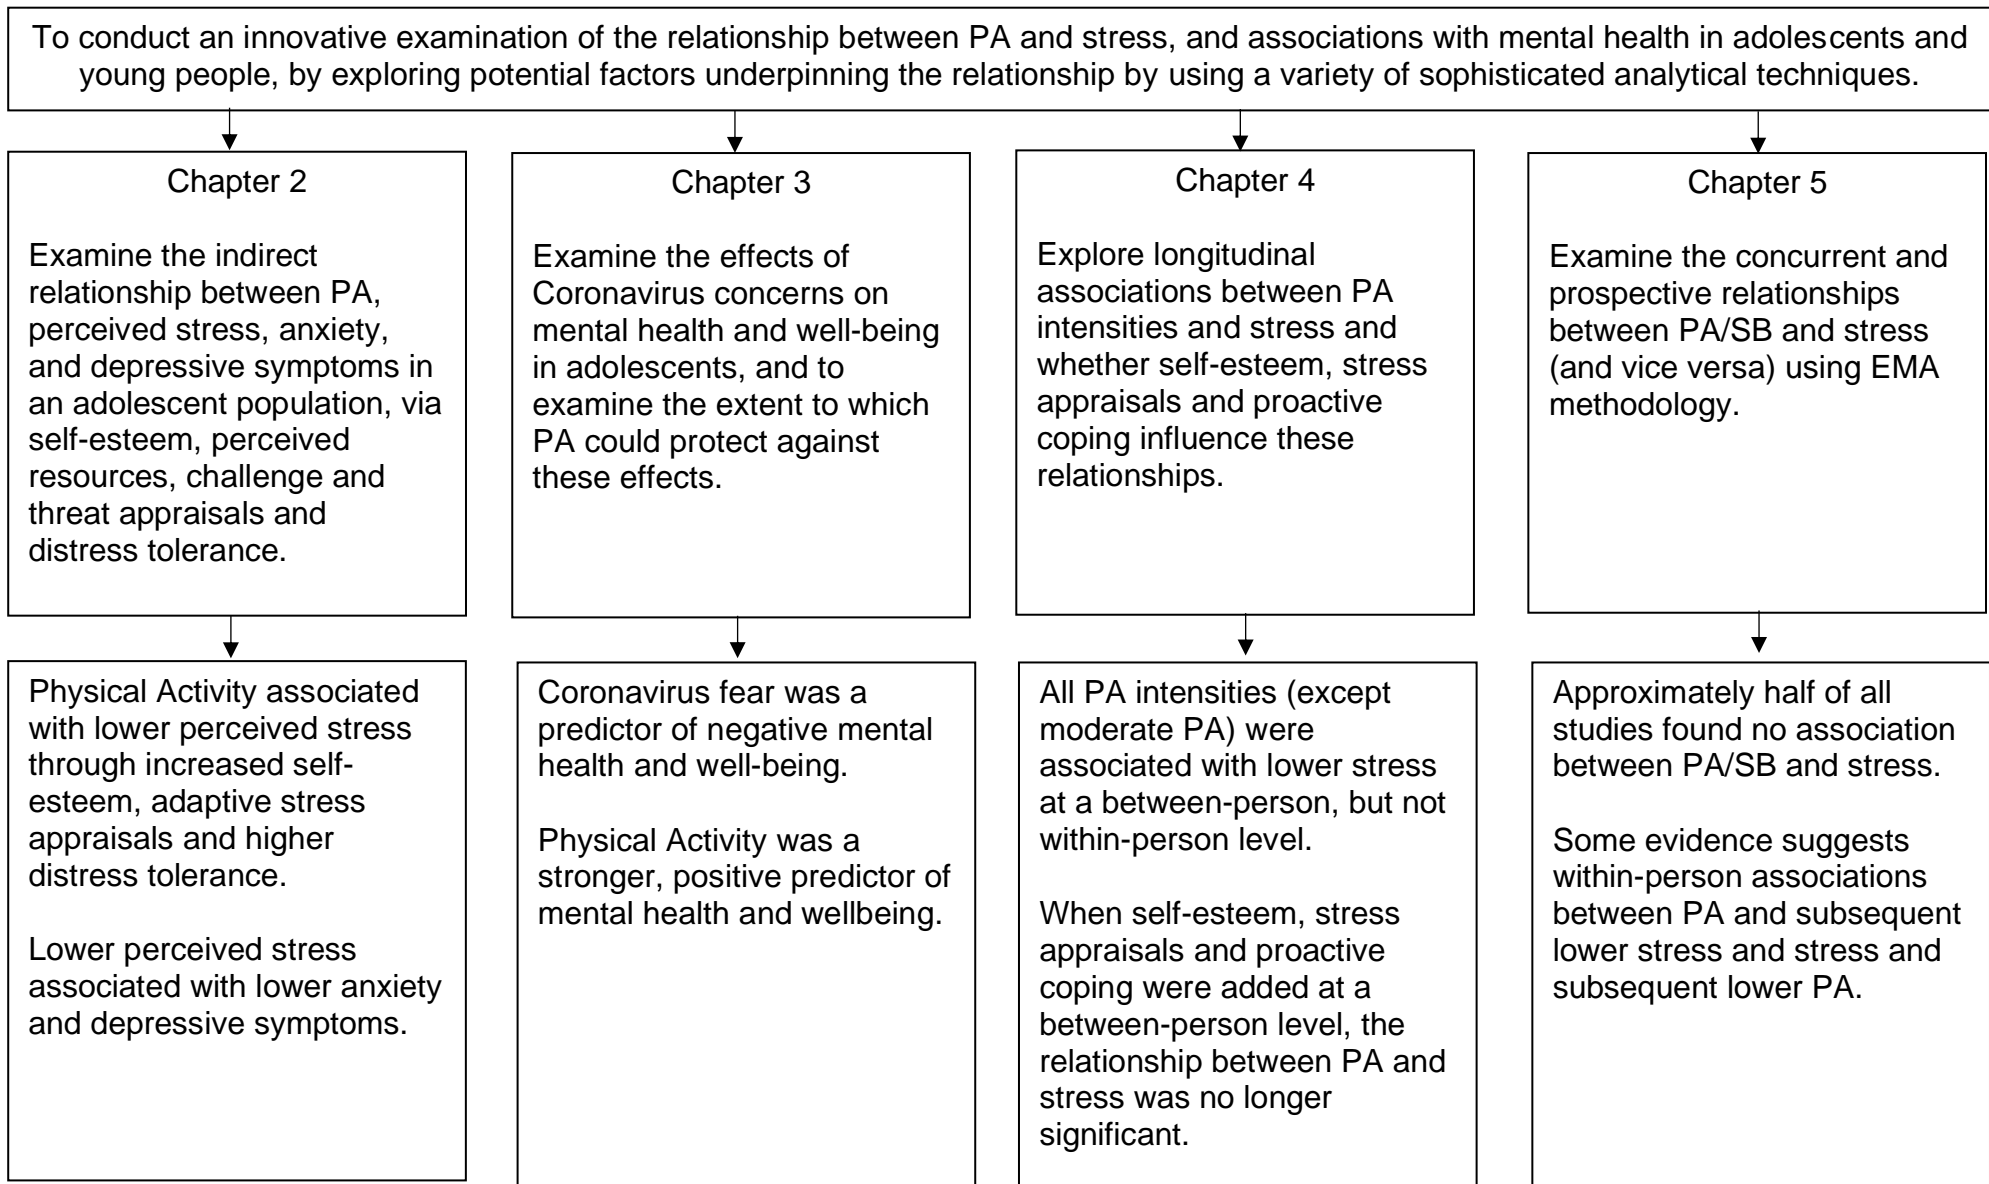 To conduct an innovative examination of the relationship between PA and stress, and associations with mental health in adolescents and
young people, by exploring potential factors underpinning the relationship by using a variety of sophisticated analytical techniques.
Chapter 2
Examine the indirect
relationship between PA,
perceived stress, anxiety,
and depressive symptoms in
an adolescent population, via
self-esteem, perceived
resources, challenge and
threat appraisals and
distress tolerance.
Chapter 3
Examine the effects of
Coronavirus concerns on
mental health and well-being
in adolescents, and to
examine the extent to which
PA could protect against
these effects.
Chapter 4
Explore longitudinal
associations between PA
intensities and stress and
whether self-esteem, stress
appraisals and proactive
coping influence these
relationships.
Chapter 5
Examine the concurrent and
prospective relationships
between PA/SB and stress
(and vice versa) using EMA
methodology.
Physical Activity associated
with lower perceived stress
through increased self-
esteem, adaptive stress
appraisals and higher
distress tolerance.
Lower perceived stress
associated with lower anxiety
and depressive symptoms.
Coronavirus fear was a
predictor of negative mental
health and well-being.
Physical Activity was a
stronger, positive predictor of
mental health and wellbeing.
All PA intensities (except
moderate PA) were
associated with lower stress
at a between-person, but not
within-person level.
When self-esteem, stress
appraisals and proactive
coping were added at a
between-person level, the
relationship between PA and
stress was no longer
significant.
Approximately half of all
studies found no association
between PA/SB and stress.
Some evidence suggests
within-person associations
between PA and subsequent
lower stress and stress and
subsequent lower PA.